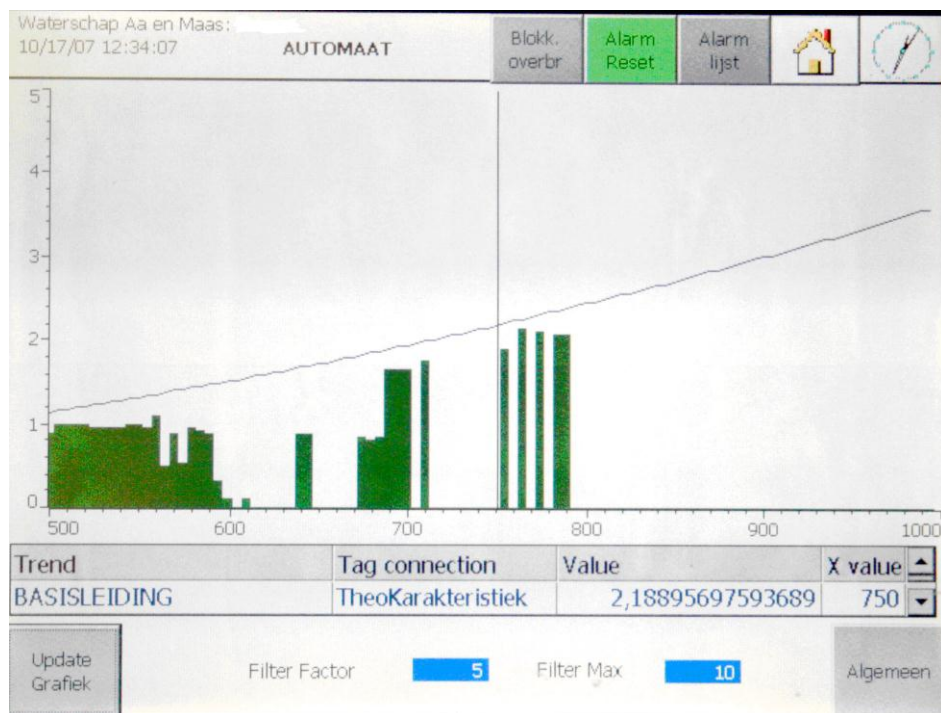 Waterschap Aa en Maas:
10/17/07 12:34:07
AUTOMAAT
Blokk.
overbr
Alarm
Reset
Alarm
lijst
5
4
3
2
1
0
500 600 700 800 900 1000
Trend Tag connection Value X value
BASISLEIDING TheoKarakteristiek 2,18895697593689 750
Update
Grafiek
Filter Factor 5 Filter Max 10
Algemeen